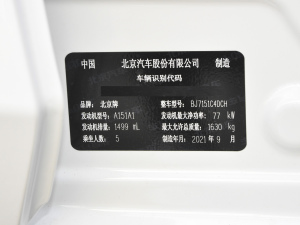 中国 北京汽车股份有限公司 制造
车辆识别代码
品牌：北京牌 整车型号：BJ7151C4DCH
发动机型号：A151A1 发动机最大净功率：77 kW
发动机排量：1499 mL 最大允许总质量：1630 kg
乘坐人数：5 制造年月：2021 年 9 月